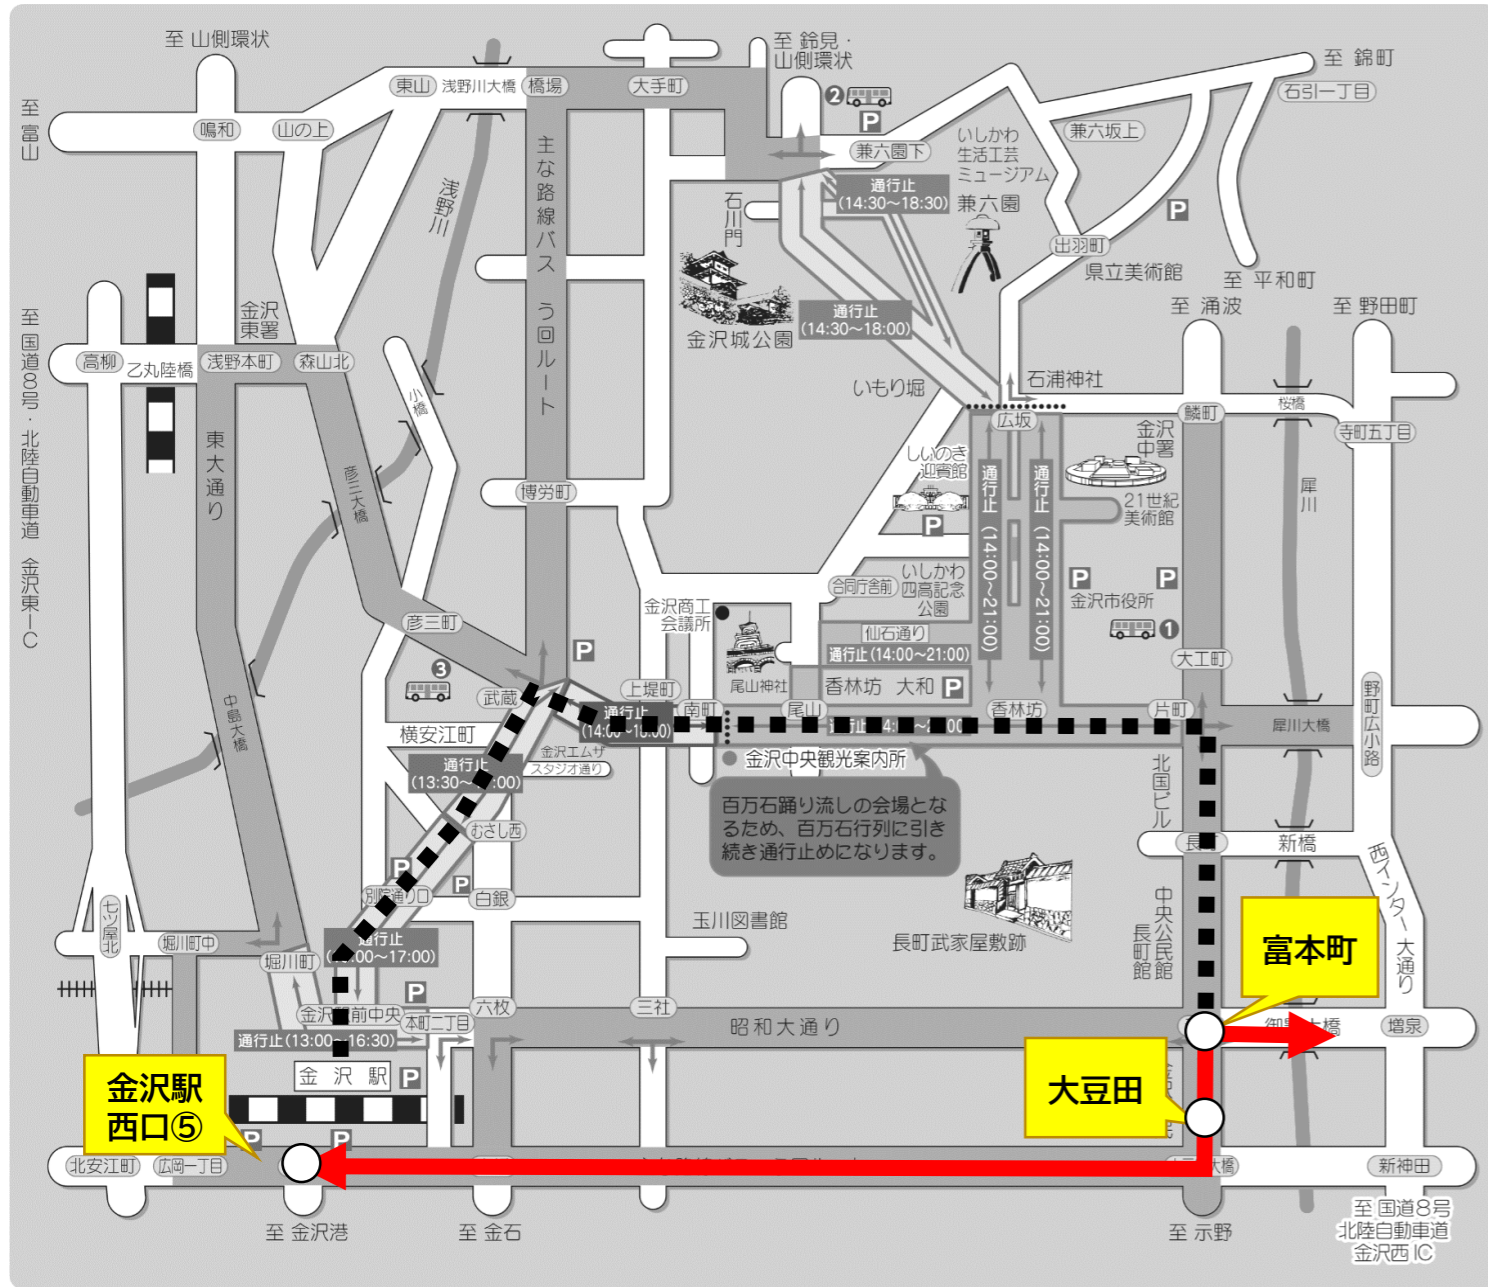 至 山側環状
至 鈴見・
山側環状
至 錦町
至 富山
東山
浅野川大橋
橋場
大手町
②
P
石引一丁目
鳴和
山の上
兼六園下
兼六坂上
いしかわ
生活工芸
ミュージアム
主な路線バス う回ルート
浅野川
石川門
通行止
(14:30～18:30)
兼六園
P
出羽町
県立美術館
至 平和町
至 涌波
至 野田町
至 国道8号・北陸自動車道 金沢東IC
金沢
東署
通行止
(14:30～18:00)
金沢城公園
高柳
乙丸陸橋
浅野本町
森山北
小橋
いもり堀
石浦神社
広坂
鱗町
桜橋
寺町五丁目
金沢
中署
東大通り
彦三大橋
しいのき
迎賓館
P
通行止 (14:00～21:00)
通行止 (14:00～21:00)
21世紀
美術館
犀川
博労町
合同庁舎前
いしかわ
四高記念
公園
P
P
金沢市役所
①
金沢商工
会議所
仙石通り
通行止(14:00～21:00)
彦三町
P
尾山神社
大工町
③
武蔵
上堤町
香林坊 大和 P
野町広小路
中島大橋
横安江町
通行止
南町
尾山
香林坊
片町
犀川大橋
金沢エムザ
スタジオ通り
金沢中央観光案内所
通行止
北国ビル
百万石踊り流しの会場とな
るため、百万石行列に引き
続き通行止めになります。
むさし西
新橋
西インター大通り
P
P
別院通り口
白銀
玉川図書館
長町武家屋敷跡
中央公民館
長町館
七ツ屋北
堀川町中
堀川町
通行止
富本町
P
六枚
三社
本町二丁目
昭和大通り
増泉
通行止(13:00～16:30)
金沢駅
P
金沢駅
西口⑤
大豆田
P
P
北安江町
広岡一丁目
新神田
至 金沢港
至 金石
至 示野
至 国道8号
北陸自動車道
金沢西IC